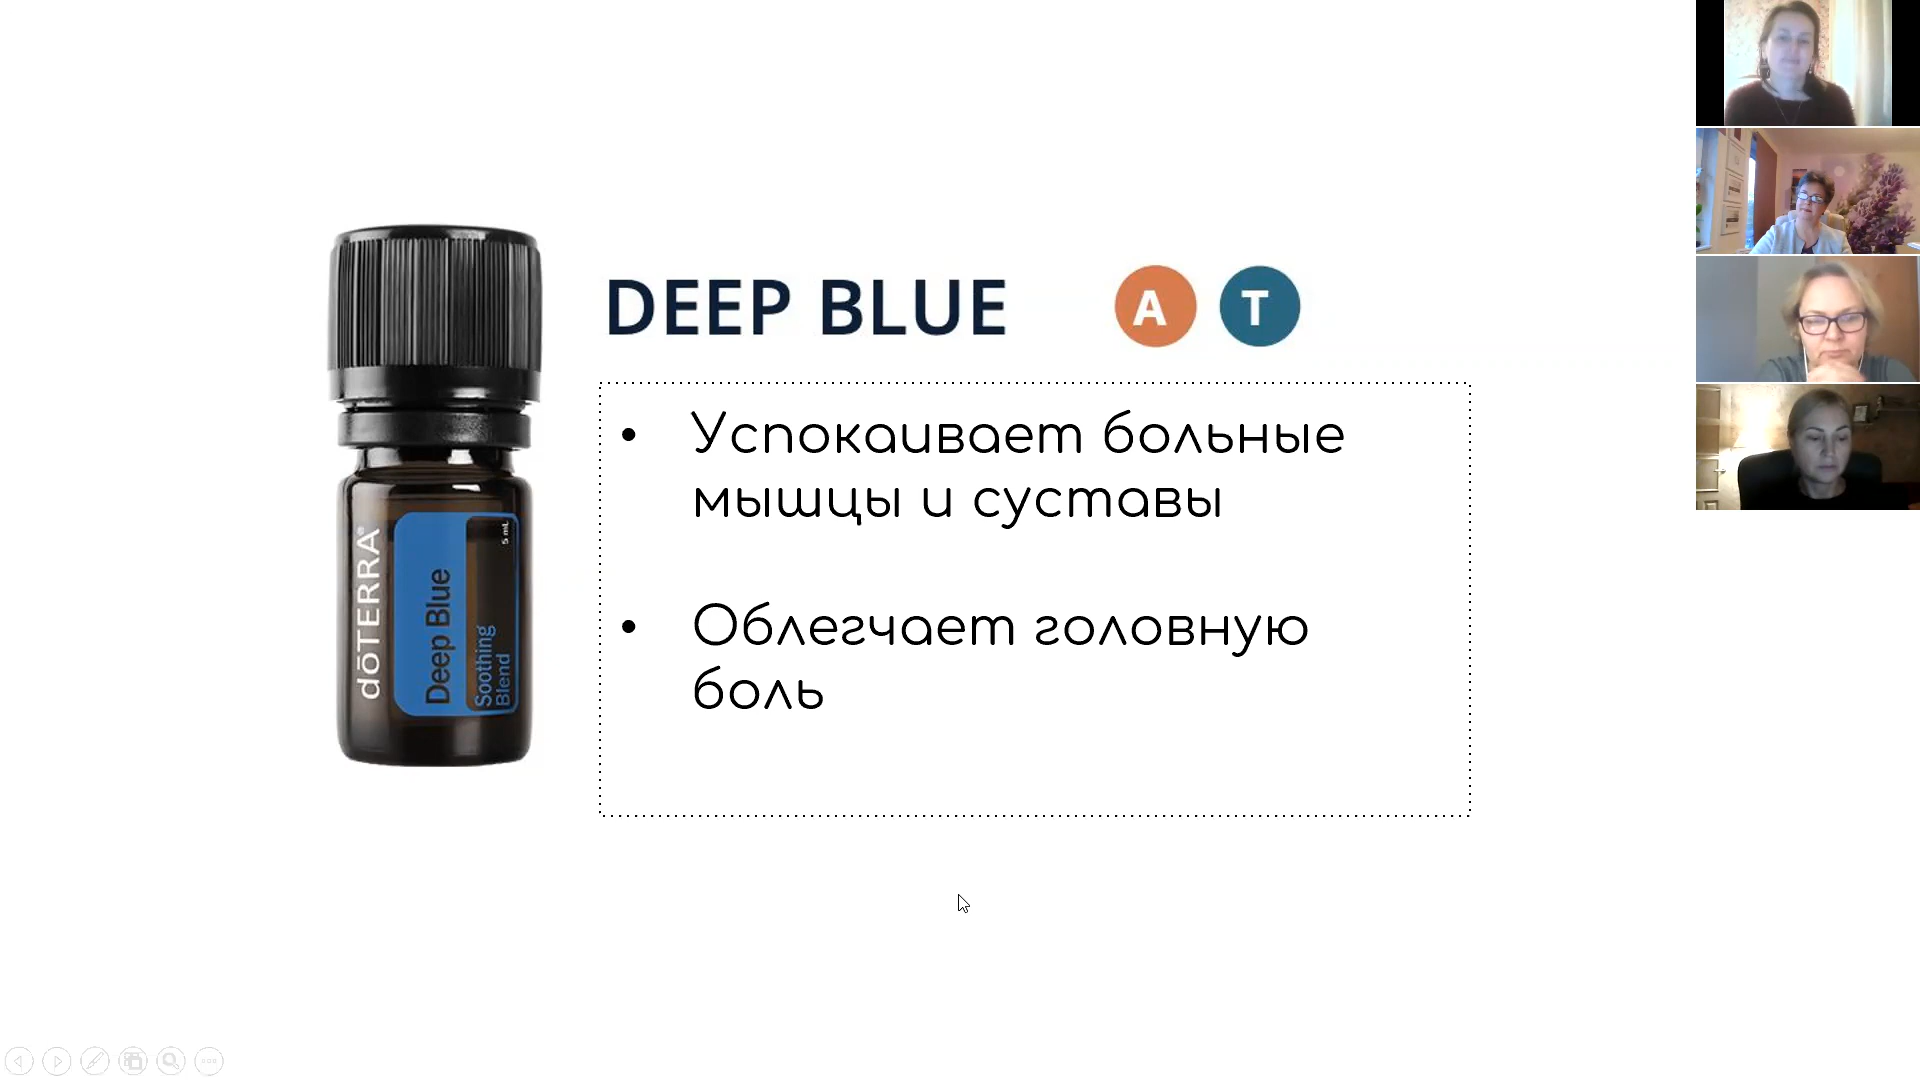 DEEP BLUE
A T
• Успокаивает больные
мышцы и суставы
• Облегчает головную
боль
dōTERRA®
Deep Blue
Soothing
Blend
5 mL